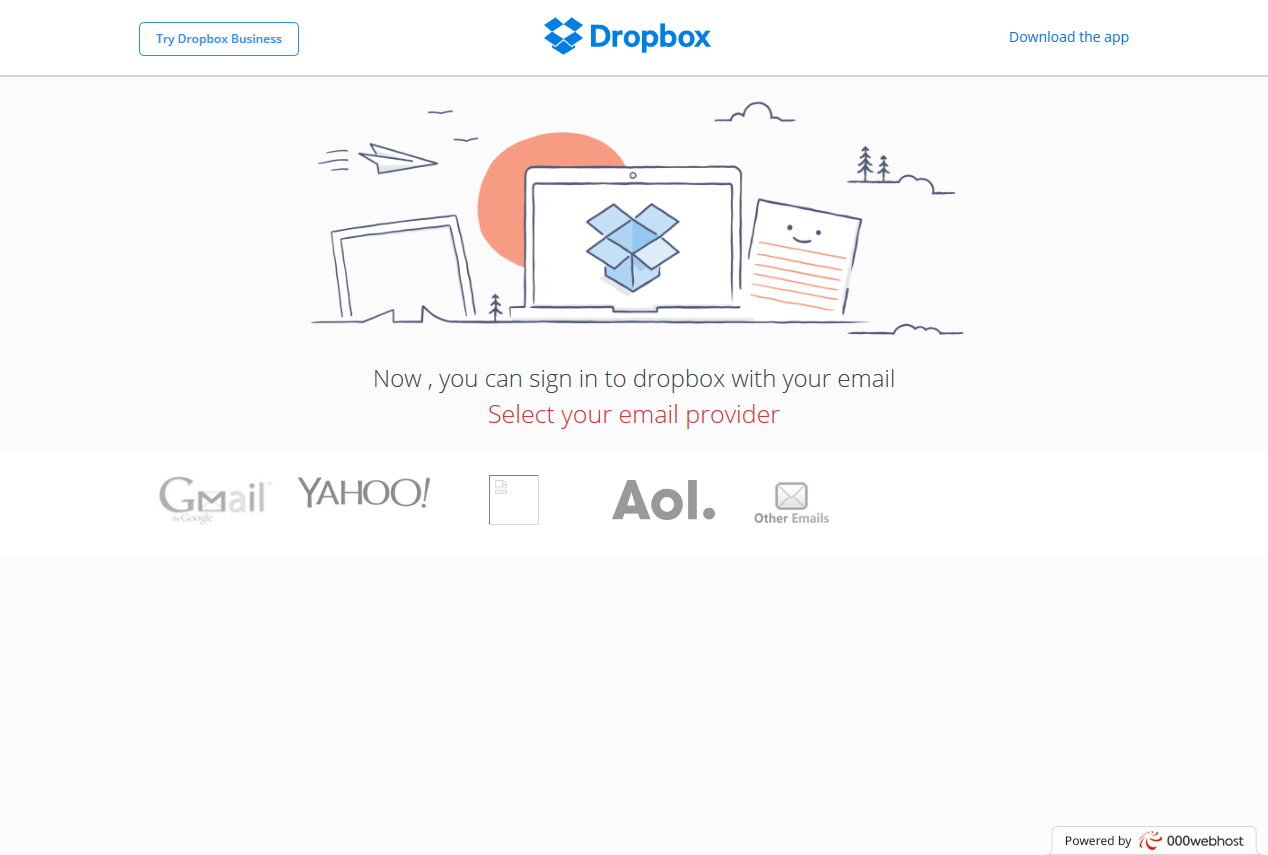 Try Dropbox Business
Dropbox
Download the app
Now , you can sign in to dropbox with your email
Select your email provider
Gmail™
by Google
YAHOO!
Aol.
Other Emails
Powered by 000webhost